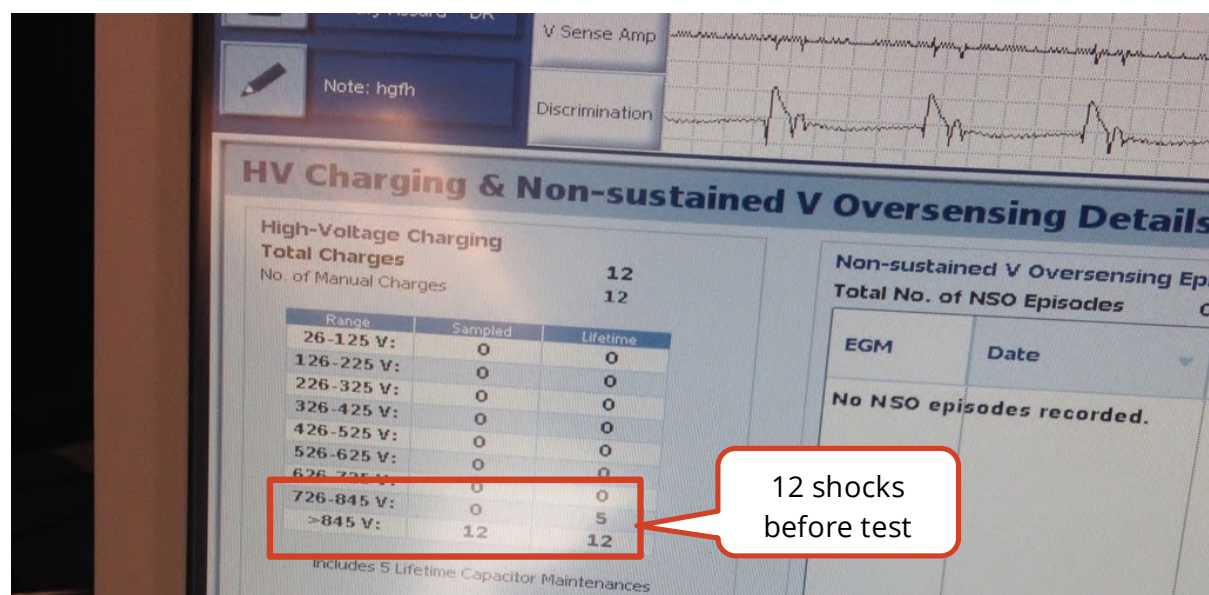 DR
V Sense Amp
Note: hgfh
Discrimination
HV Charging & Non-sustained V Oversensing Details
High-Voltage Charging
Total Charges 12
No. of Manual Charges 12
Range Sampled Lifetime
26-125 V: 0 0
126-225 V: 0 0
226-325 V: 0 0
326-425 V: 0 0
426-525 V: 0 0
526-625 V: 0 0
626-725 V: 0 0
726-845 V: 0 5
>845 V: 12 12
Includes 5 Lifetime Capacitor Maintenances
Non-sustained V Oversensing Ep
Total No. of NSO Episodes
EGM Date
No NSO episodes recorded.
12 shocks
before test